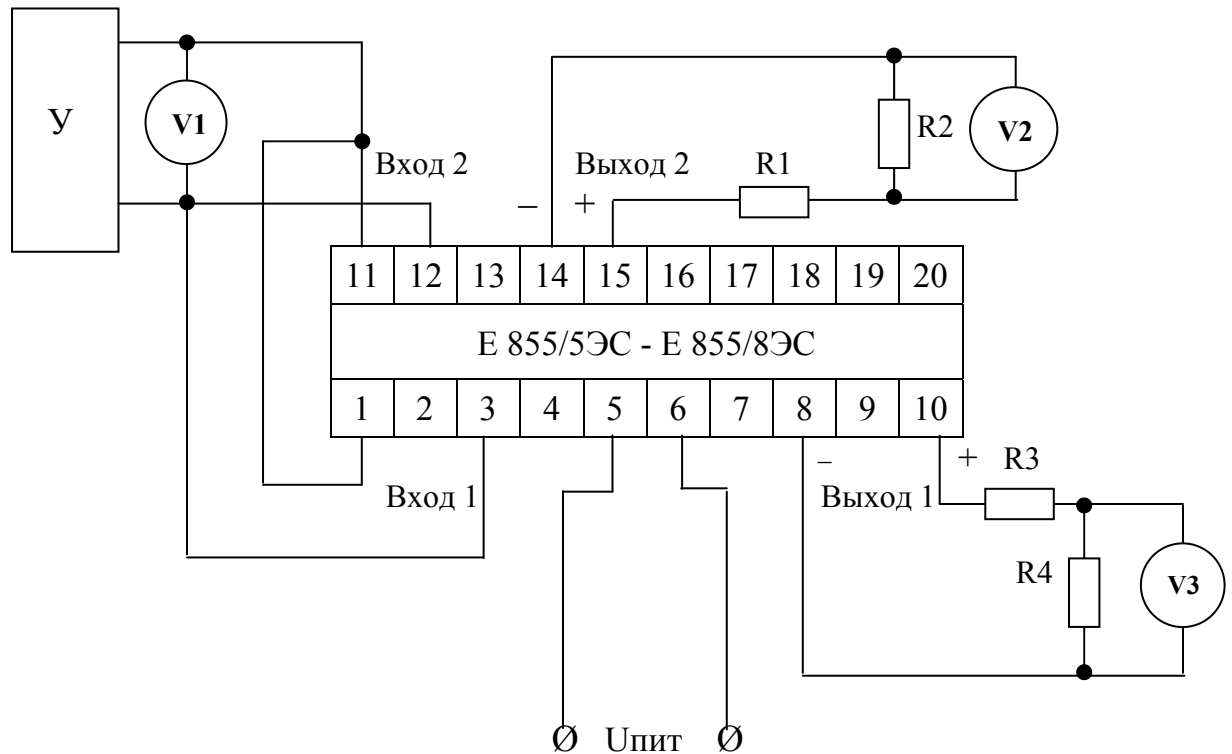 У
V1
Вход 2
Выход 2
R1
R2
V2
– +
11 12 13 14 15 16 17 18 19 20
Е 855/5ЭС - Е 855/8ЭС
1 2 3 4 5 6 7 8 9 10
Вход 1
– +
Выход 1
R3
R4
V3
Ø Uпит Ø